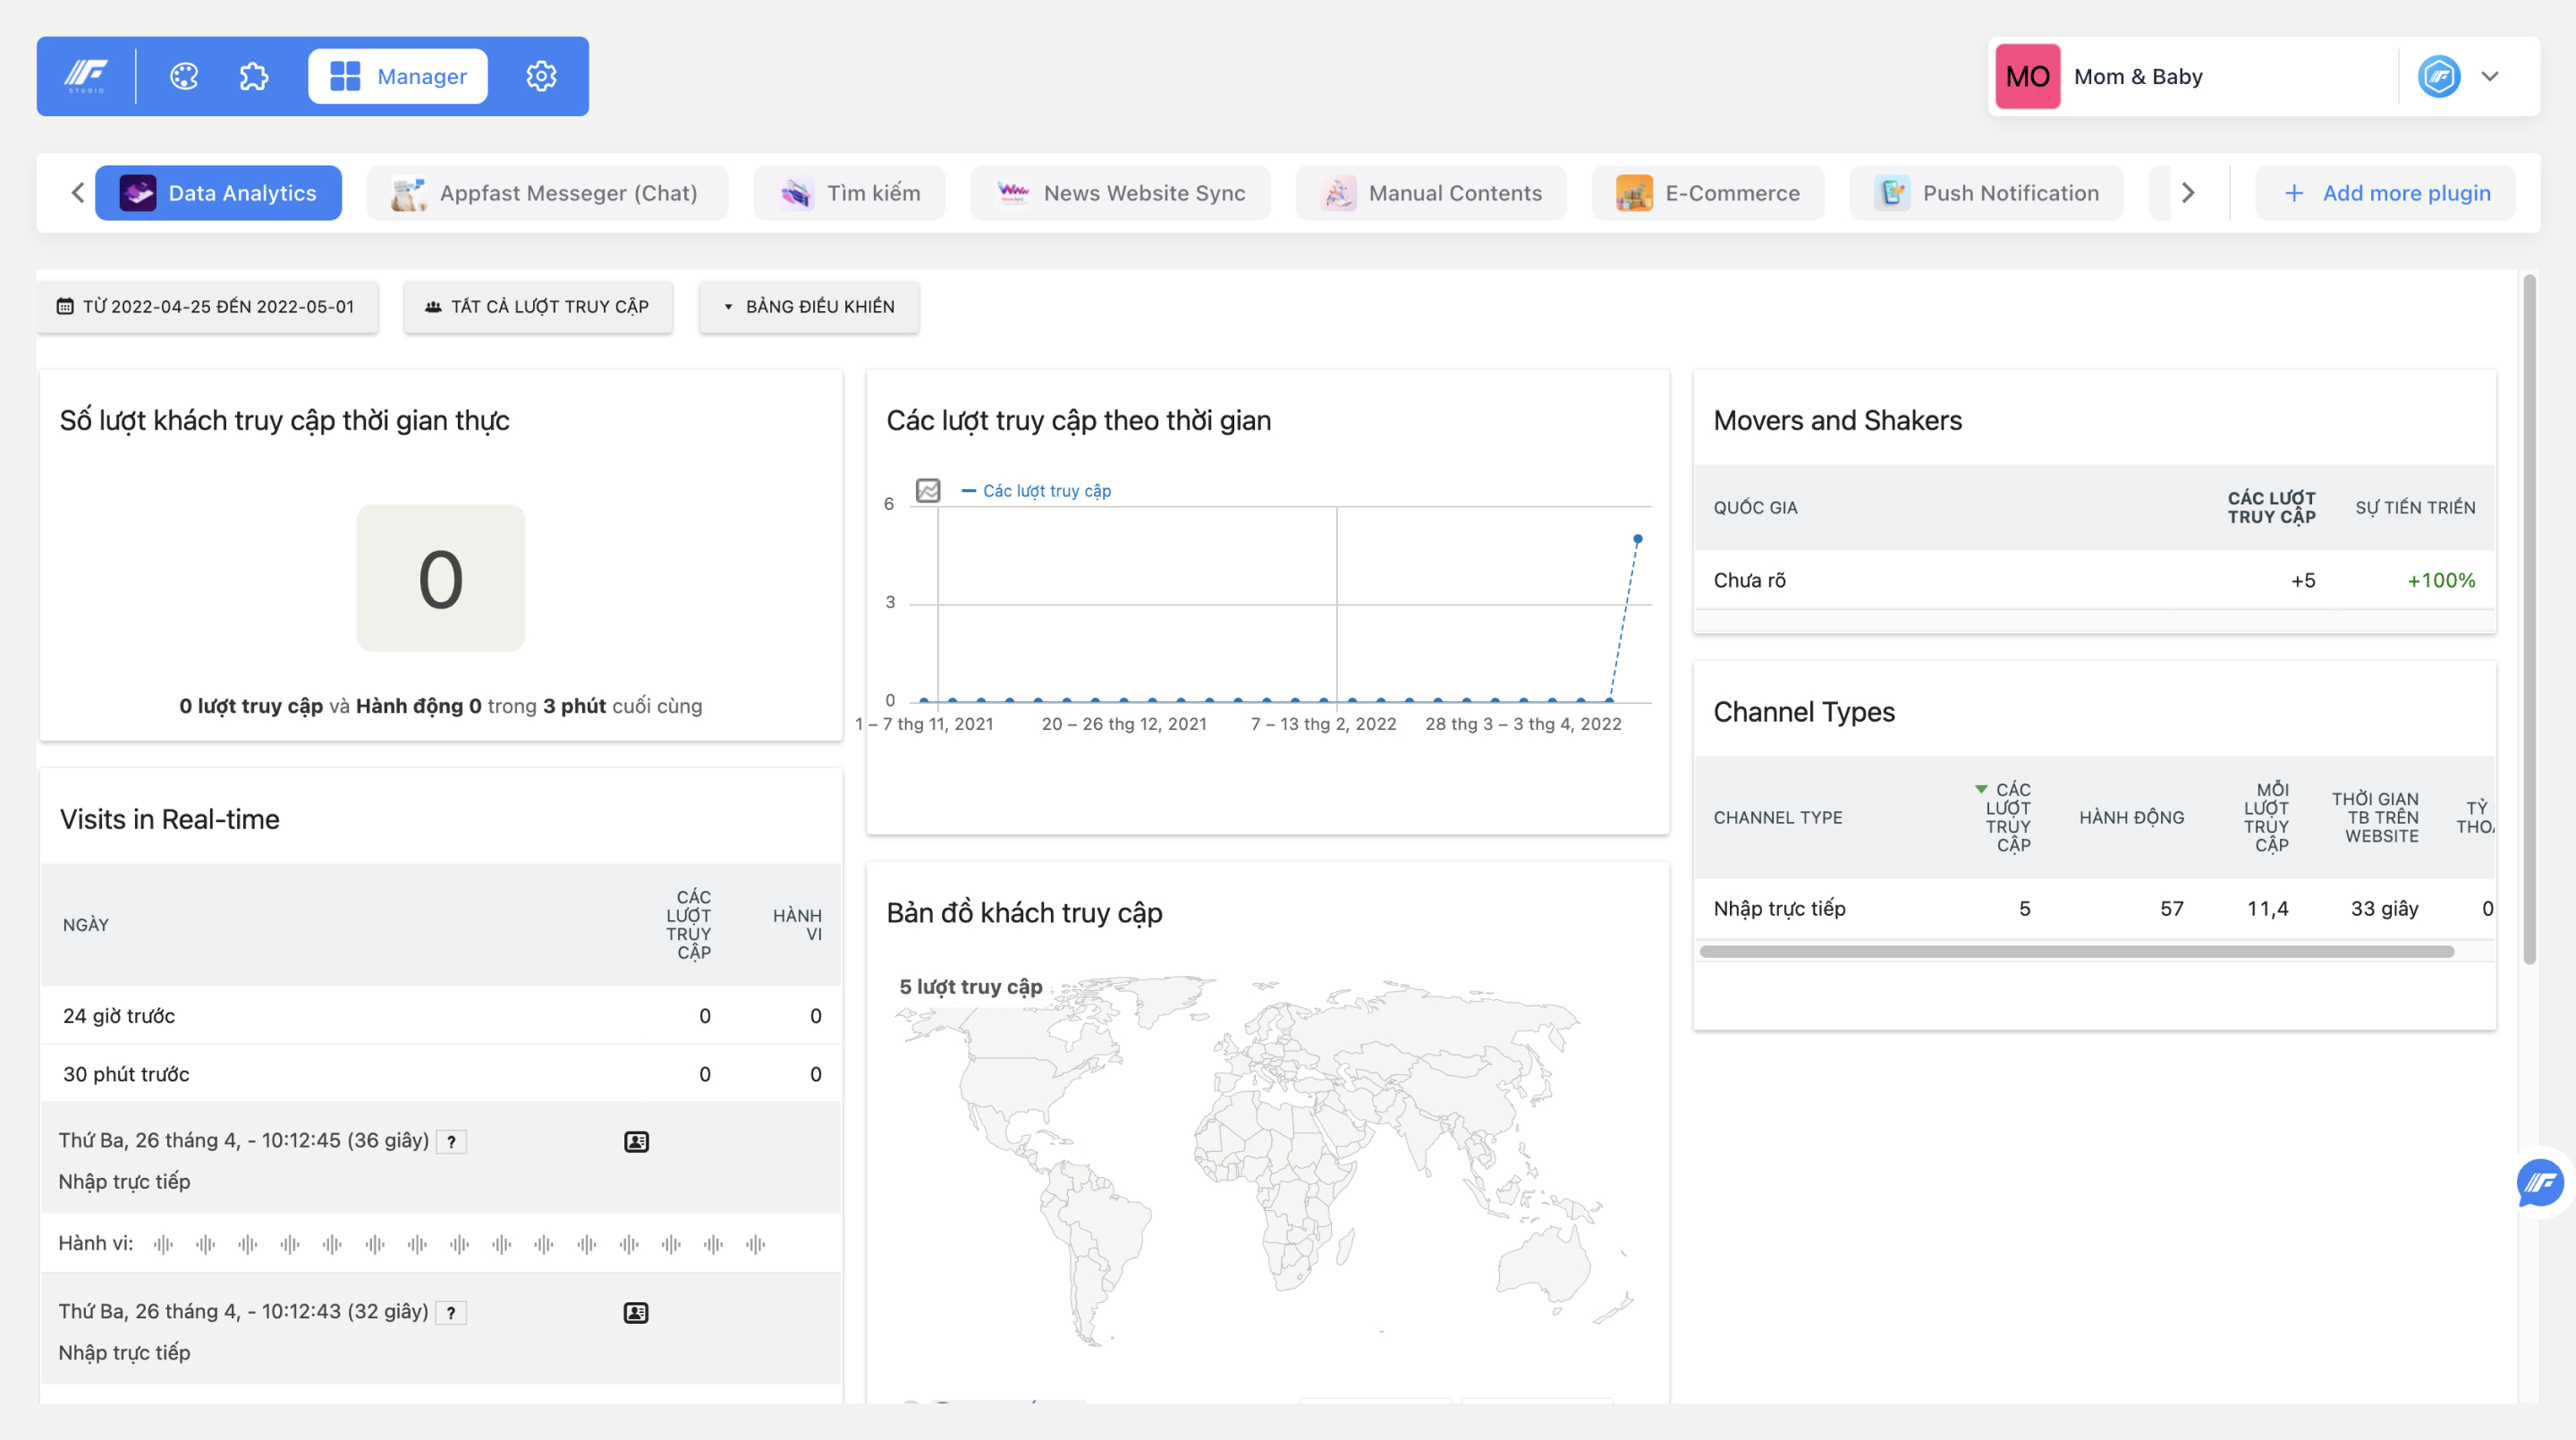 STUDIO
Manager
MO
Mom & Baby
Data Analytics
Appfast Messeger (Chat)
Tìm kiếm
News Website Sync
Manual Contents
E-Commerce
Push Notification
+ Add more plugin
TỪ 2022-04-25 ĐẾN 2022-05-01
TẤT CẢ LƯỢT TRUY CẬP
BẢNG ĐIỀU KHIỂN
Số lượt khách truy cập thời gian thực
0
0 lượt truy cập và Hành động 0 trong 3 phút cuối cùng
Visits in Real-time
NGÀY
CÁC
LƯỢT
TRUY
CẬP
HÀNH
VI
24 giờ trước 0 0
30 phút trước 0 0
Thứ Ba, 26 tháng 4, - 10:12:45 (36 giây) ?
Nhập trực tiếp
Hành vi:
Thứ Ba, 26 tháng 4, - 10:12:43 (32 giây) ?
Nhập trực tiếp
Các lượt truy cập theo thời gian
Các lượt truy cập
6
3
0
1 – 7 thg 11, 2021
20 – 26 thg 12, 2021
7 – 13 thg 2, 2022
28 thg 3 – 3 thg 4, 2022
Bản đồ khách truy cập
5 lượt truy cập
Movers and Shakers
QUỐC GIA
CÁC LƯỢT
TRUY CẬP
SỰ TIẾN TRIỂN
Chưa rõ +5 +100%
Channel Types
CHANNEL TYPE
CÁC
LƯỢT
TRUY
CẬP
HÀNH ĐỘNG
MỖI
LƯỢT
TRUY
CẬP
THỜI GIAN
TB TRÊN
WEBSITE
TỶ
Nhập trực tiếp 5 57 11,4 33 giây 0